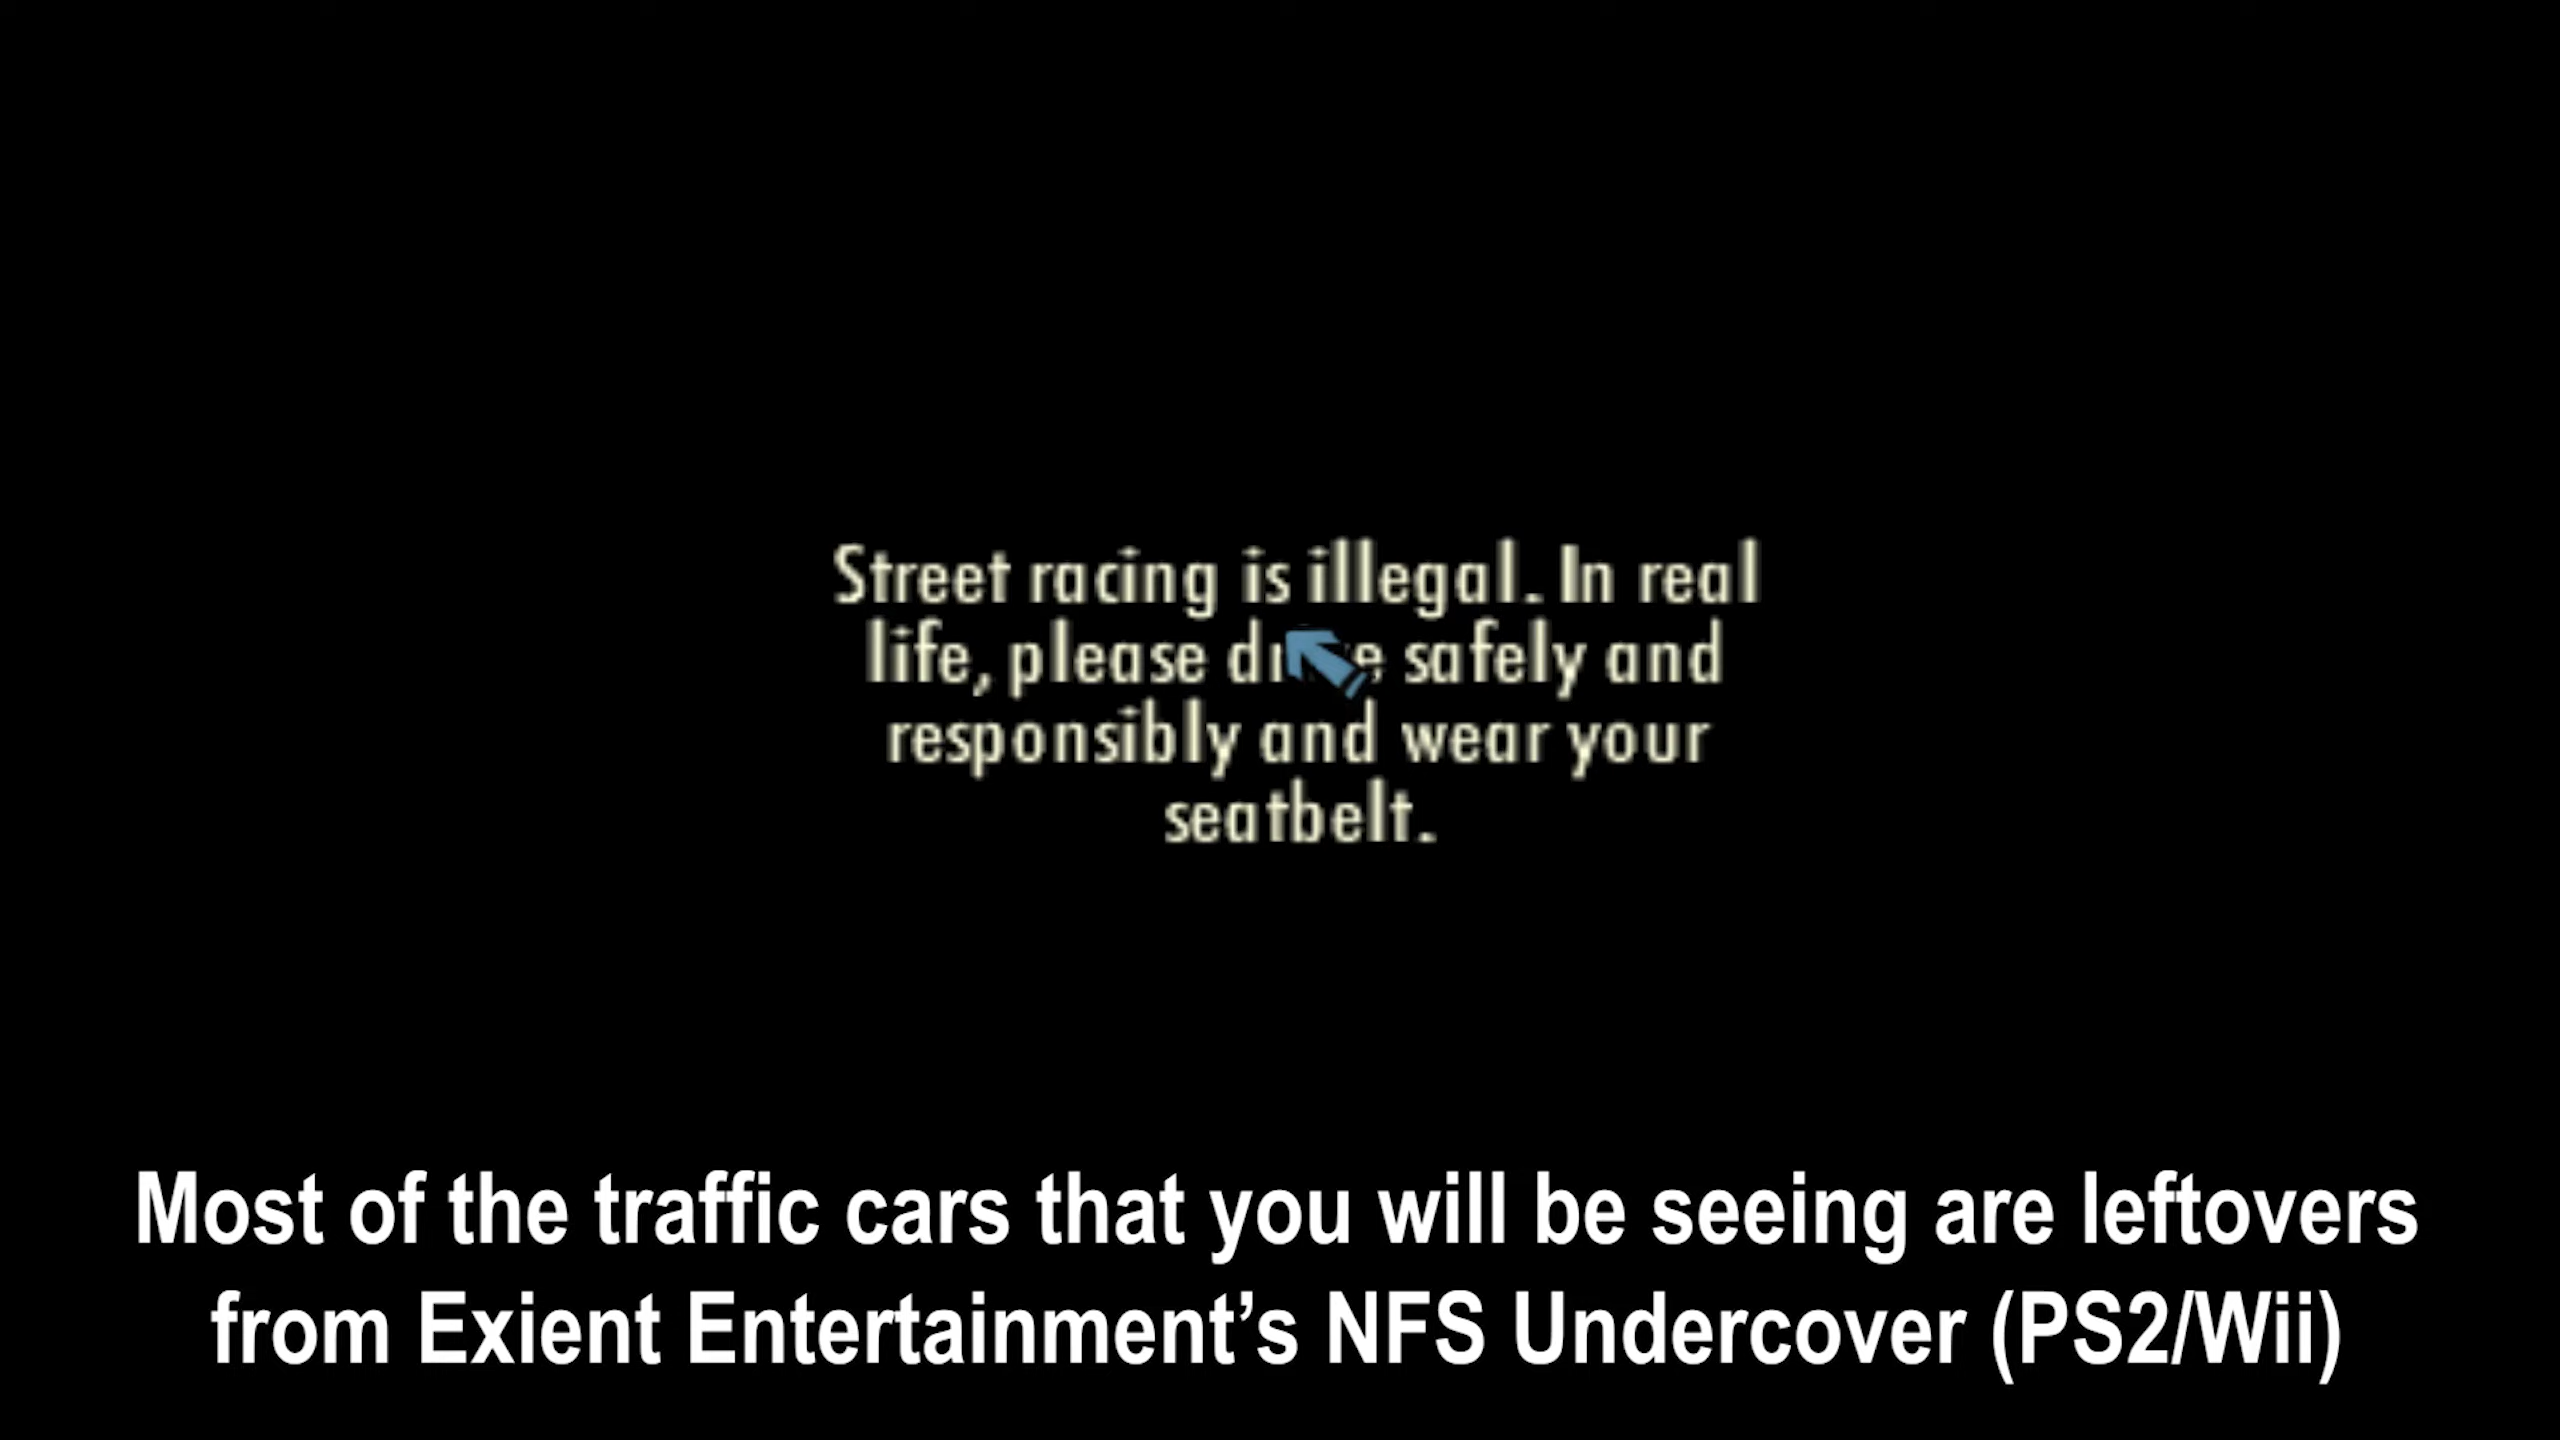 Street racing is illegal. In real
life, please drive safely and
responsibly and wear your
seatbelt.
Most of the traffic cars that you will be seeing are leftovers
from Exient Entertainment’s NFS Undercover (PS2/Wii)